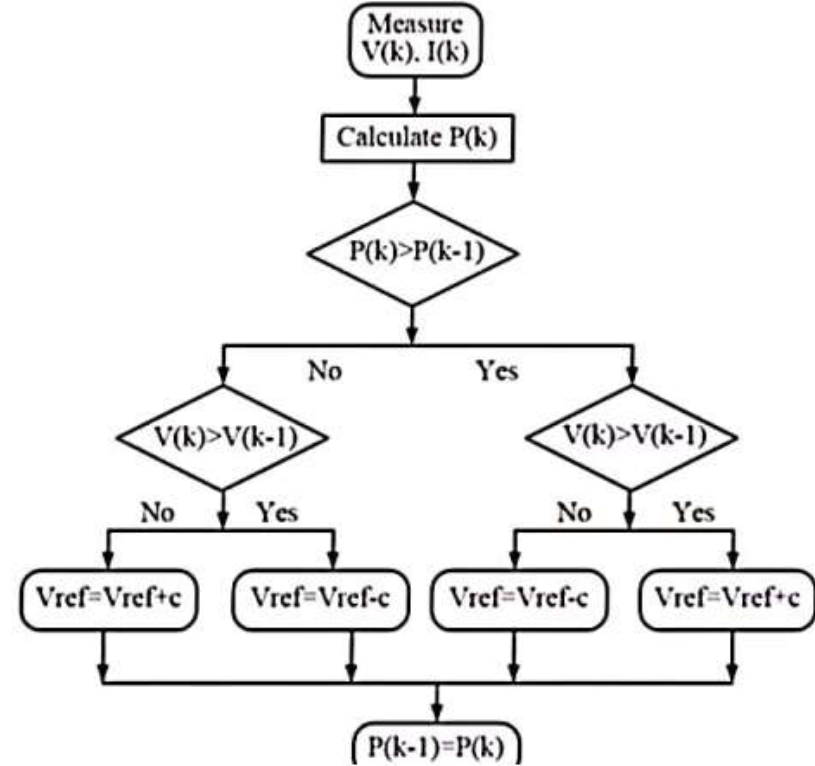 Measure
V(k). I(k)
Calculate P(k)
P(k)>P(k-1)
No Yes
V(k)>V(k-1) V(k)>V(k-1)
No Yes No Yes
Vref=Vref+c Vref=Vref-c Vref=Vref-c Vref=Vref+c
P(k-1)=P(k)